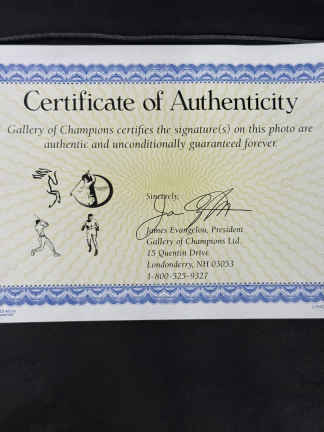 Certificate of Authenticity
Gallery of Champions certifies the signature(s) on this photo are
authentic and unconditionally guaranteed forever.
Sincerely,
James Evangelou, President
Gallery of Champions Ltd.
15 Quentin Drive
Londonderry, NH 03053
1-800-525-9327